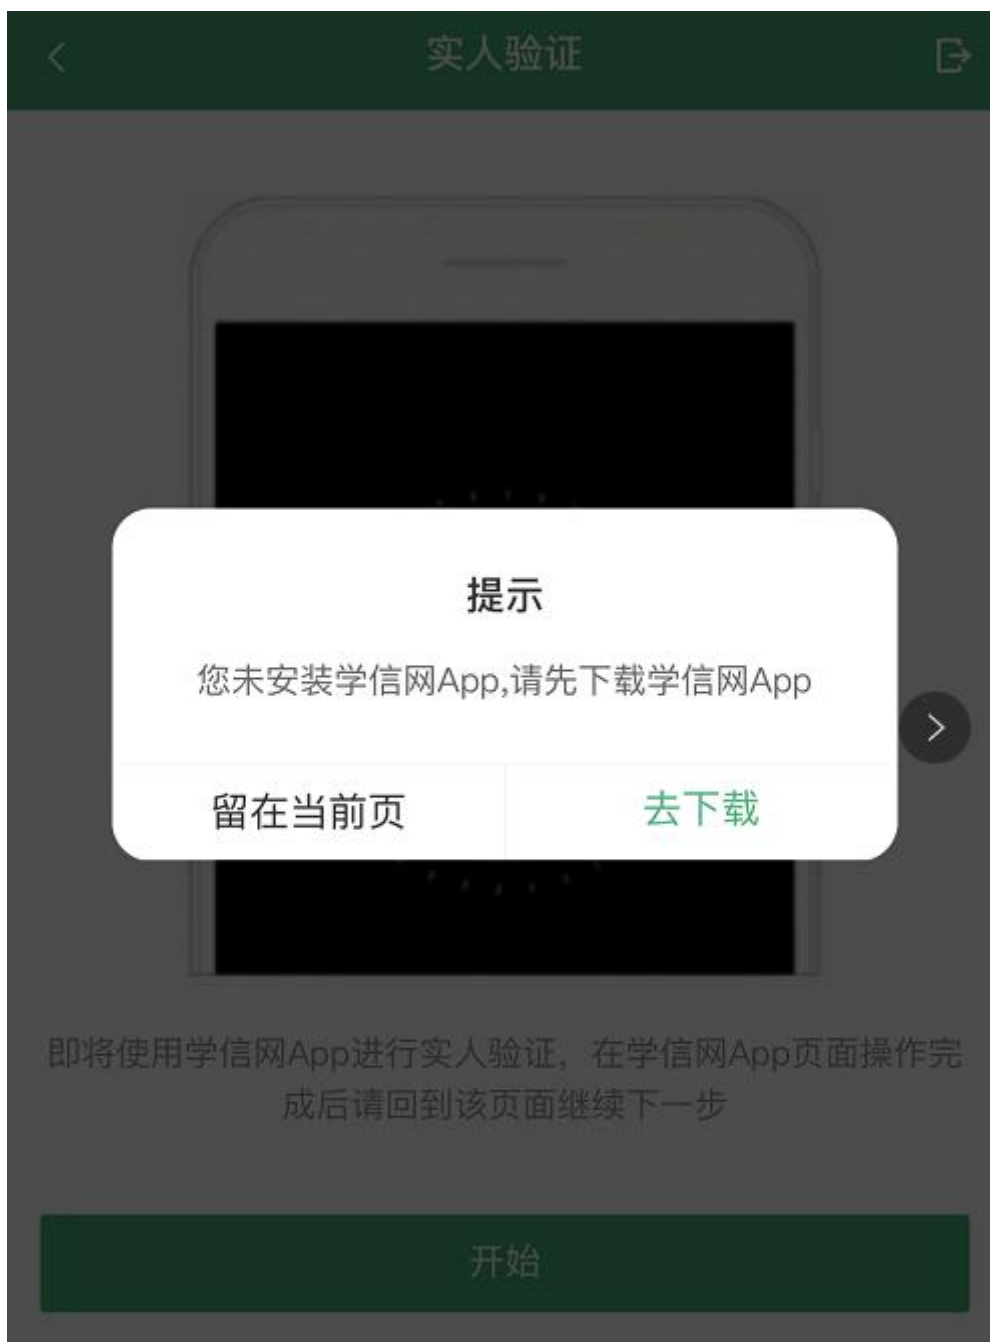 实人验证
提示
您未安装学信网App,请先下载学信网App
留在当前页
去下载
即将使用学信网App进行实人验证，在学信网App页面操作完
成后请回到该页面继续下一步
开始